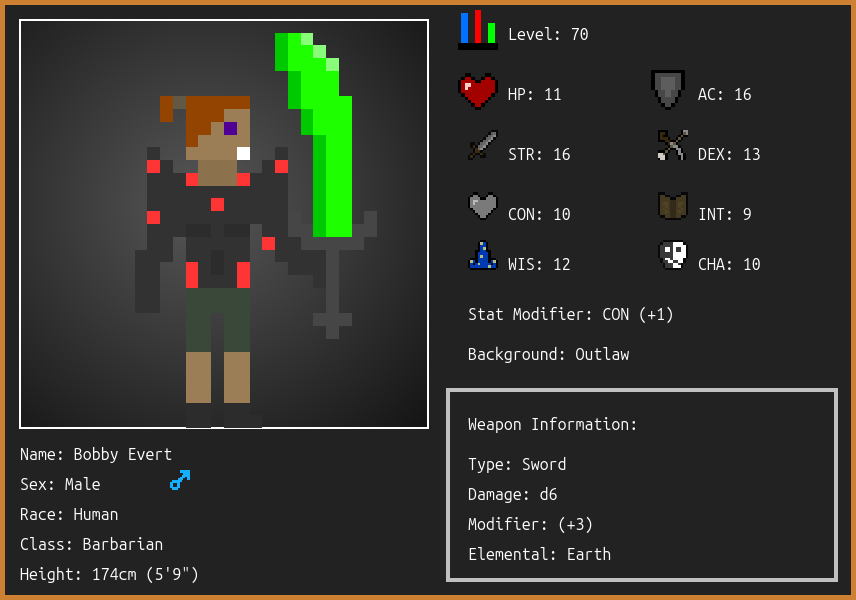 Level: 70
HP: 11
AC: 16
STR: 16
DEX: 13
CON: 10
INT: 9
WIS: 12
CHA: 10
Stat Modifier: CON (+1)
Background: Outlaw
Weapon Information:
Type: Sword
Damage: d6
Modifier: (+3)
Elemental: Earth
Name: Bobby Evert
Sex: Male
Race: Human
Class: Barbarian
Height: 174cm (5'9")